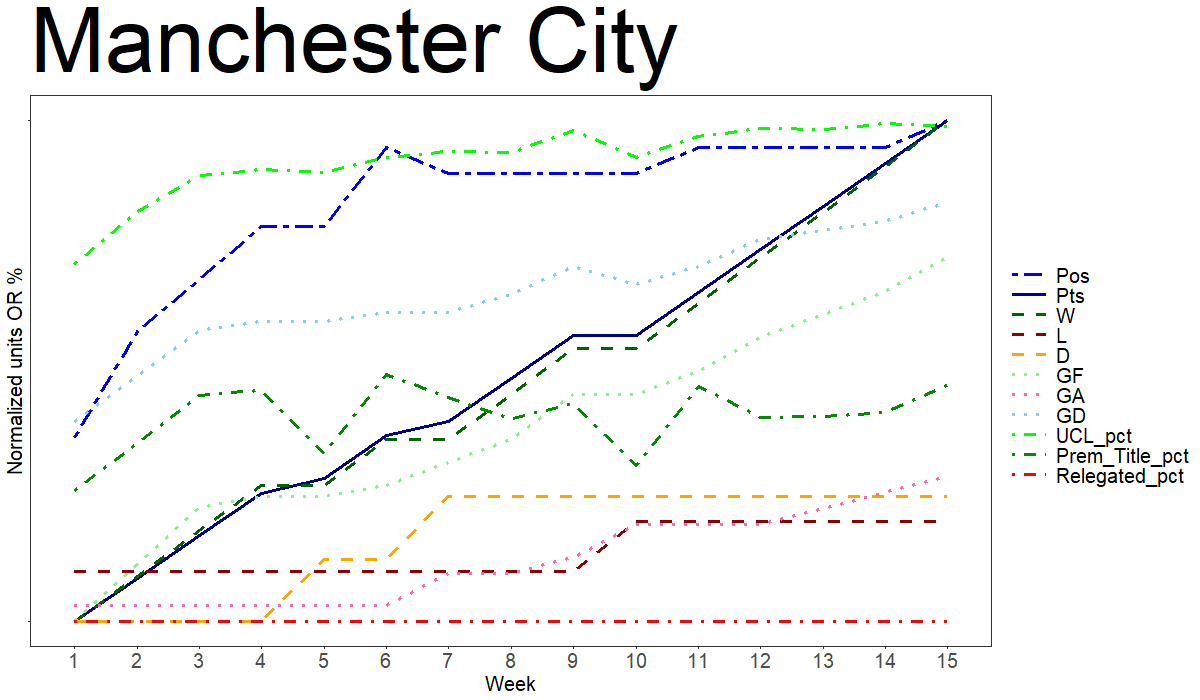 Manchester City
Normalized units OR %
Pos
Pts
W
L
D
GF
GA
GD
UCL_pct
Prem_Title_pct
Relegated_pct
1 2 3 4 5 6 7 8 9 10 11 12 13 14 15
Week